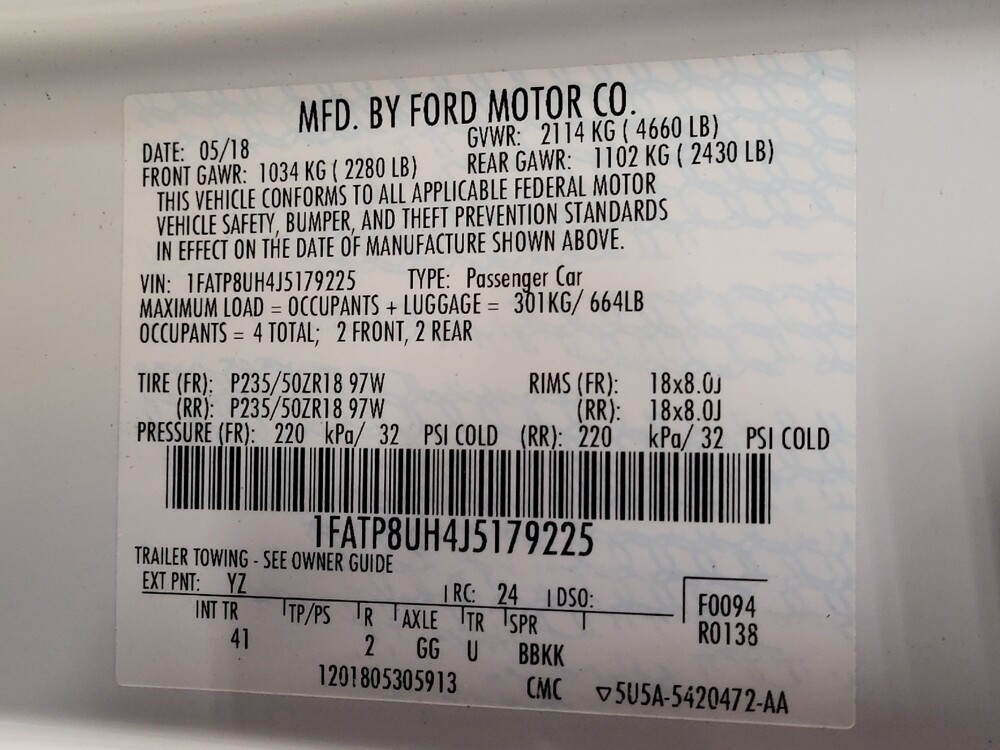 MFD. BY FORD MOTOR CO.
DATE: 05/18 GVWR: 2114 KG ( 4660 LB)
FRONT GAWR: 1034 KG ( 2280 LB) REAR GAWR: 1102 KG ( 2430 LB)
THIS VEHICLE CONFORMS TO ALL APPLICABLE FEDERAL MOTOR
VEHICLE SAFETY, BUMPER, AND THEFT PREVENTION STANDARDS
IN EFFECT ON THE DATE OF MANUFACTURE SHOWN ABOVE.
VIN: 1FATP8UH4J5179225 TYPE: Passenger Car
MAXIMUM LOAD = OCCUPANTS + LUGGAGE = 301KG/ 664LB
OCCUPANTS = 4 TOTAL; 2 FRONT, 2 REAR
TIRE (FR): P235/50ZR18 97W RIMS (FR): 18x8.0J
(RR): P235/50ZR18 97W (RR): 18x8.0J
PRESSURE (FR): 220 kPa/ 32 PSI COLD (RR): 220 kPa/ 32 PSI COLD
1FATP8UH4J5179225
TRAILER TOWING - SEE OWNER GUIDE
EXT PNT: YZ RC: 24 DSO: F0094
INT TR TP/PS R AXLE TR SPR R0138
41 2 GG U BBKK
1201805305913 CMC ▽5U5A-5420472-AA